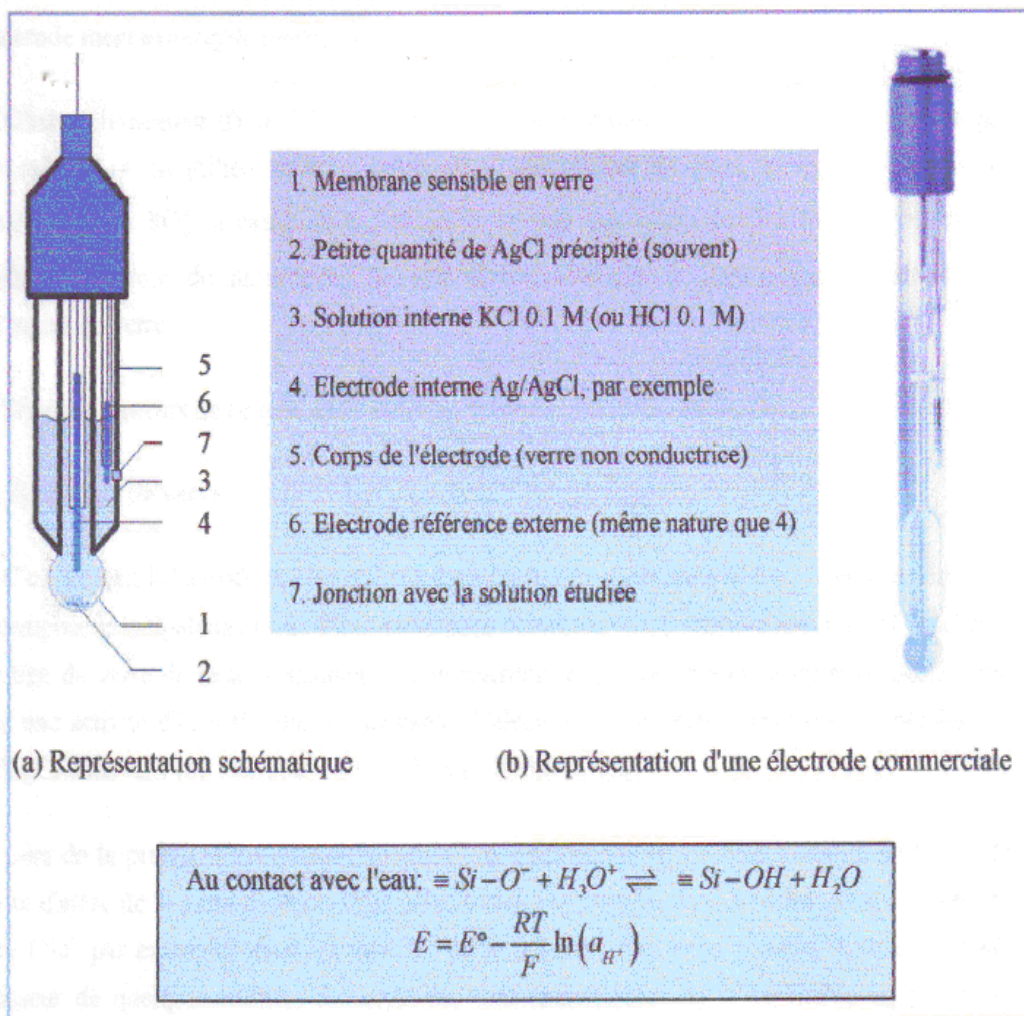 1. Membrane sensible en verre
2. Petite quantité de AgCl précipité (souvent)
3. Solution interne KCl 0.1 M (ou HCl 0.1 M)
4. Electrode interne Ag/AgCl, par exemple
5. Corps de l'électrode (verre non conductrice)
6. Electrode référence externe (même nature que 4)
7. Jonction avec la solution étudiée
5
6
7
3
4
1
2
(a) Représentation schématique
(b) Représentation d'une électrode commerciale
Au contact avec l'eau: ≡ Si−O⁻ + H₃O⁺ ⇌ ≡ Si−OH + H₂O
E = E° − RT/F ln(a_H⁺)